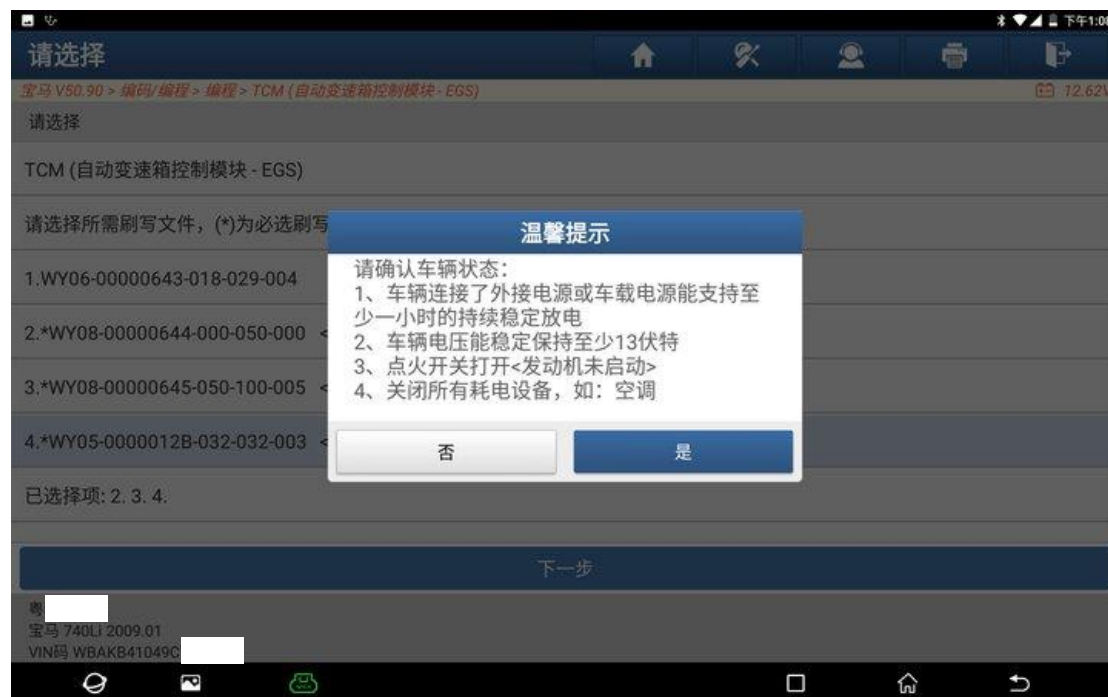 下午1:08
请选择
宝马 V50.90 > 编码/编程 > 编程 > TCM (自动变速箱控制模块 - EGS)
12.62V
请选择
TCM (自动变速箱控制模块 - EGS)
请选择所需刷写文件，(*)为必选刷写
1.WY06-00000643-018-029-004
2.*WY08-00000644-000-050-000 <
3.*WY08-00000645-050-100-005 <
4.*WY05-0000012B-032-032-003 <
已选择项: 2. 3. 4.
温馨提示
请确认车辆状态：
1、车辆连接了外接电源或车载电源能支持至
少一小时的持续稳定放电
2、车辆电压能稳定保持至少13伏特
3、点火开关打开<发动机未启动>
4、关闭所有耗电设备，如：空调
否
是
下一步
粤
宝马 740Li 2009.01
VIN码 WBAKB41049C